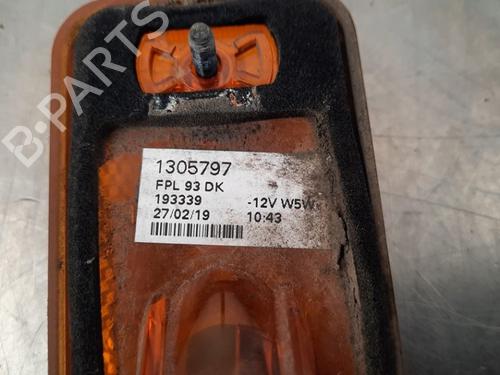 B-PARTS
1305797
FPL 93 DK
193339 -12V W5W
27/02/19 10:43